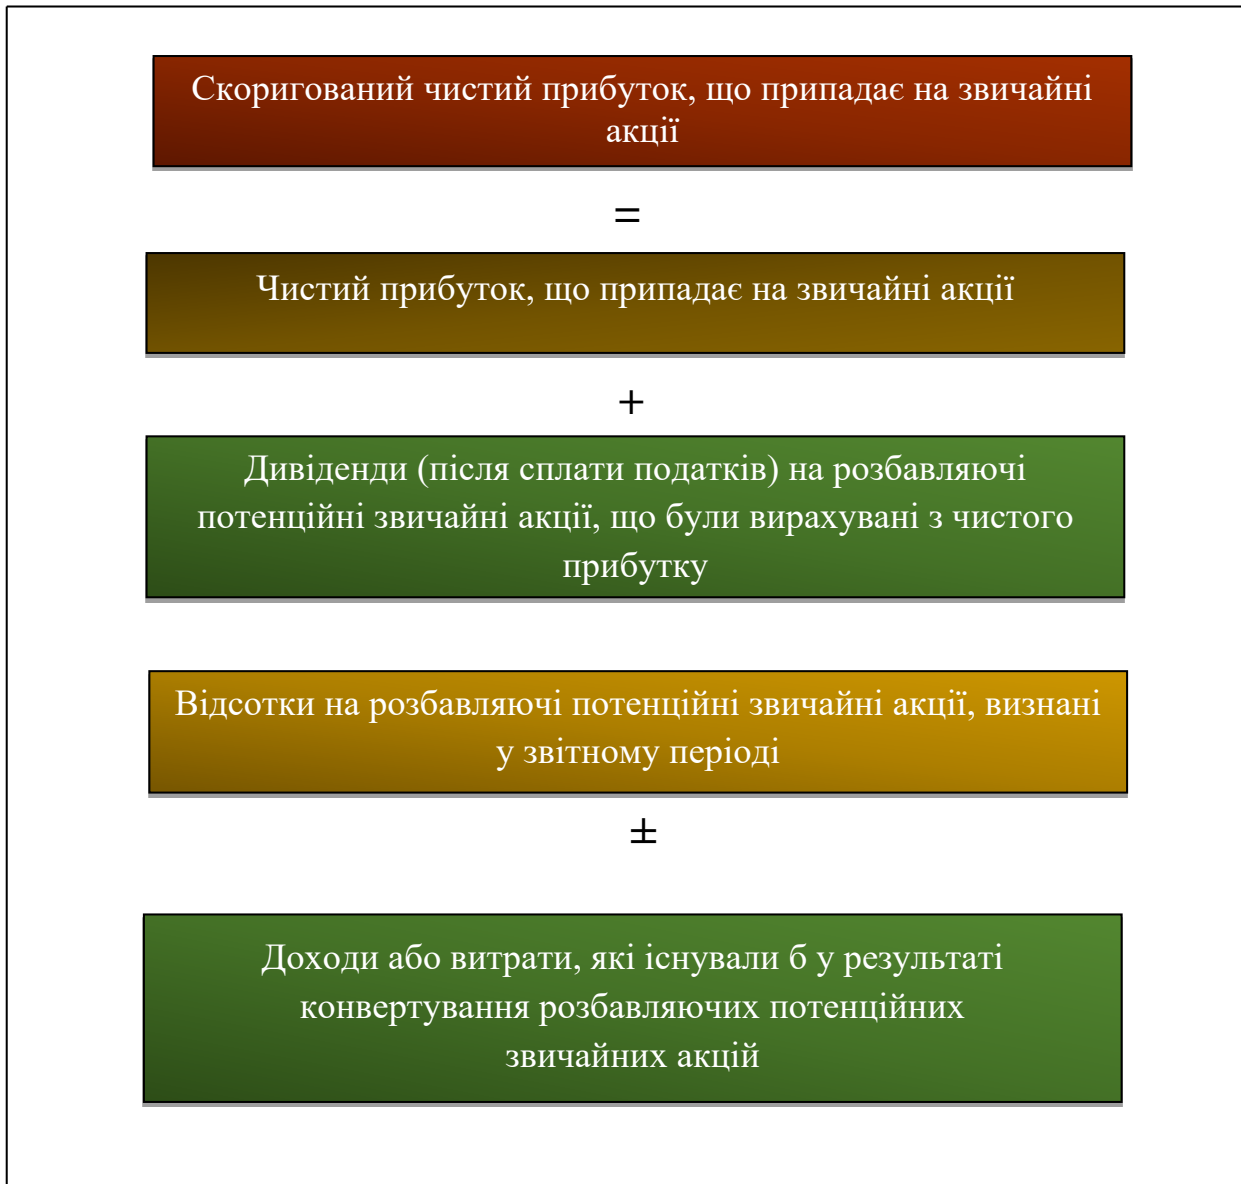 Скоригований чистий прибуток, що припадає на звичайні
акції
=
Чистий прибуток, що припадає на звичайні акції
+
Дивіденди (після сплати податків) на розбавляючі
потенційні звичайні акції, що були вирахувані з чистого
прибутку
Відсотки на розбавляючі потенційні звичайні акції, визнані
у звітному періоді
±
Доходи або витрати, які існували б у результаті
конвертування розбавляючих потенційних
звичайних акцій